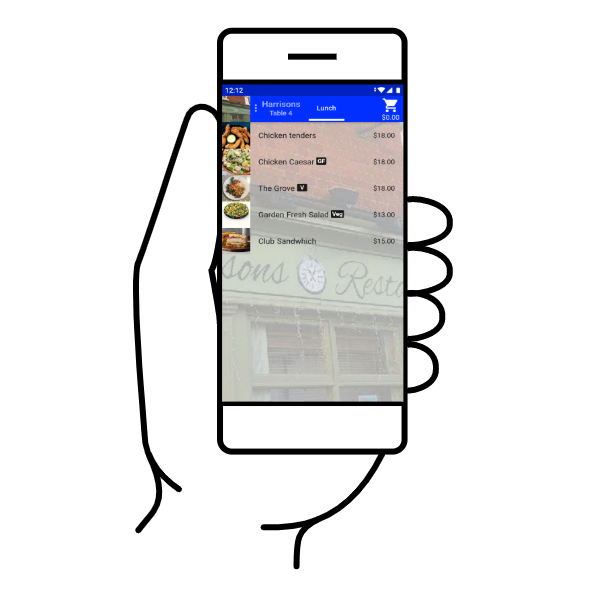 12:12
Harrisons
Table 4
Lunch
$0.00
Chicken tenders $18.00
Chicken Caesar GF $18.00
The Grove V $18.00
Garden Fresh Salad Veg $13.00
Club Sandwhich $15.00
sons Resta